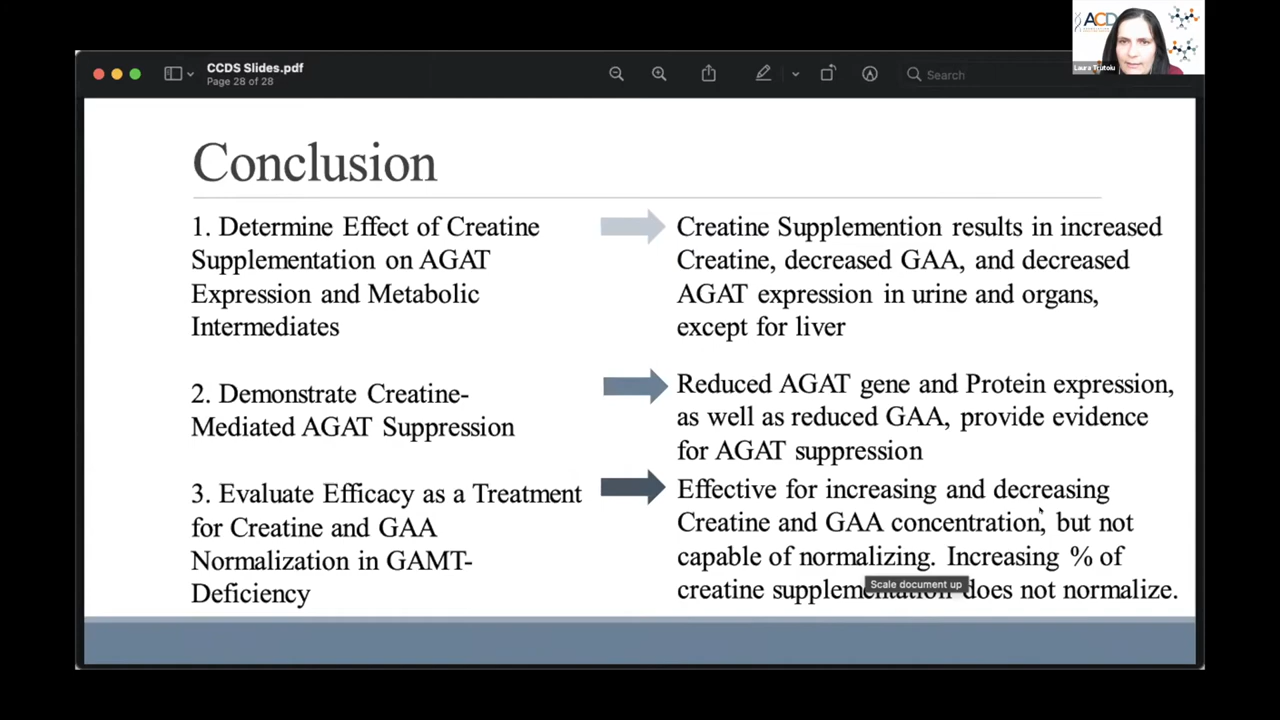 CCDS Slides.pdf
Page 28 of 28
Search
ACD
Laura Trutoiu
Conclusion
1. Determine Effect of Creatine
Supplementation on AGAT
Expression and Metabolic
Intermediates
Creatine Supplemention results in increased
Creatine, decreased GAA, and decreased
AGAT expression in urine and organs,
except for liver
2. Demonstrate Creatine-
Mediated AGAT Suppression
Reduced AGAT gene and Protein expression,
as well as reduced GAA, provide evidence
for AGAT suppression
3. Evaluate Efficacy as a Treatment
for Creatine and GAA
Normalization in GAMT-
Deficiency
Effective for increasing and decreasing
Creatine and GAA concentration, but not
capable of normalizing. Increasing % of
creatine supplementation does not normalize.
Scale document up